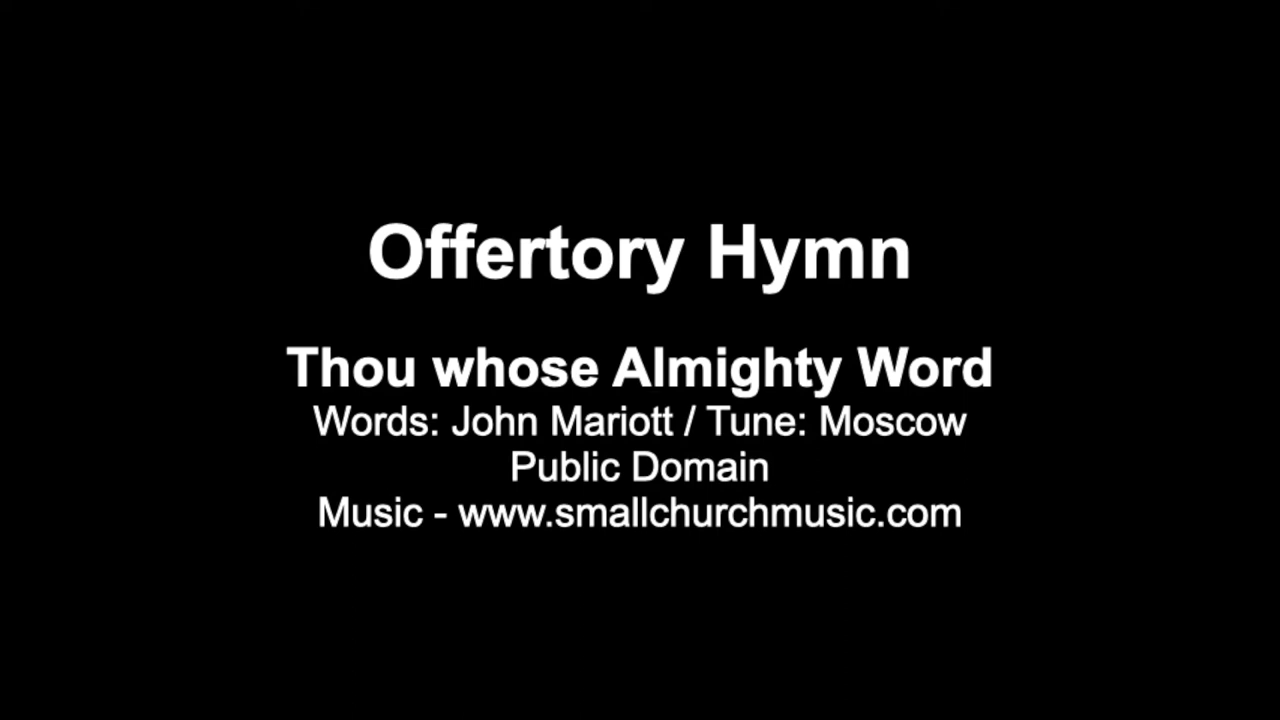 Offertory Hymn
Thou whose Almighty Word
Words: John Mariott / Tune: Moscow
Public Domain
Music - www.smallchurchmusic.com